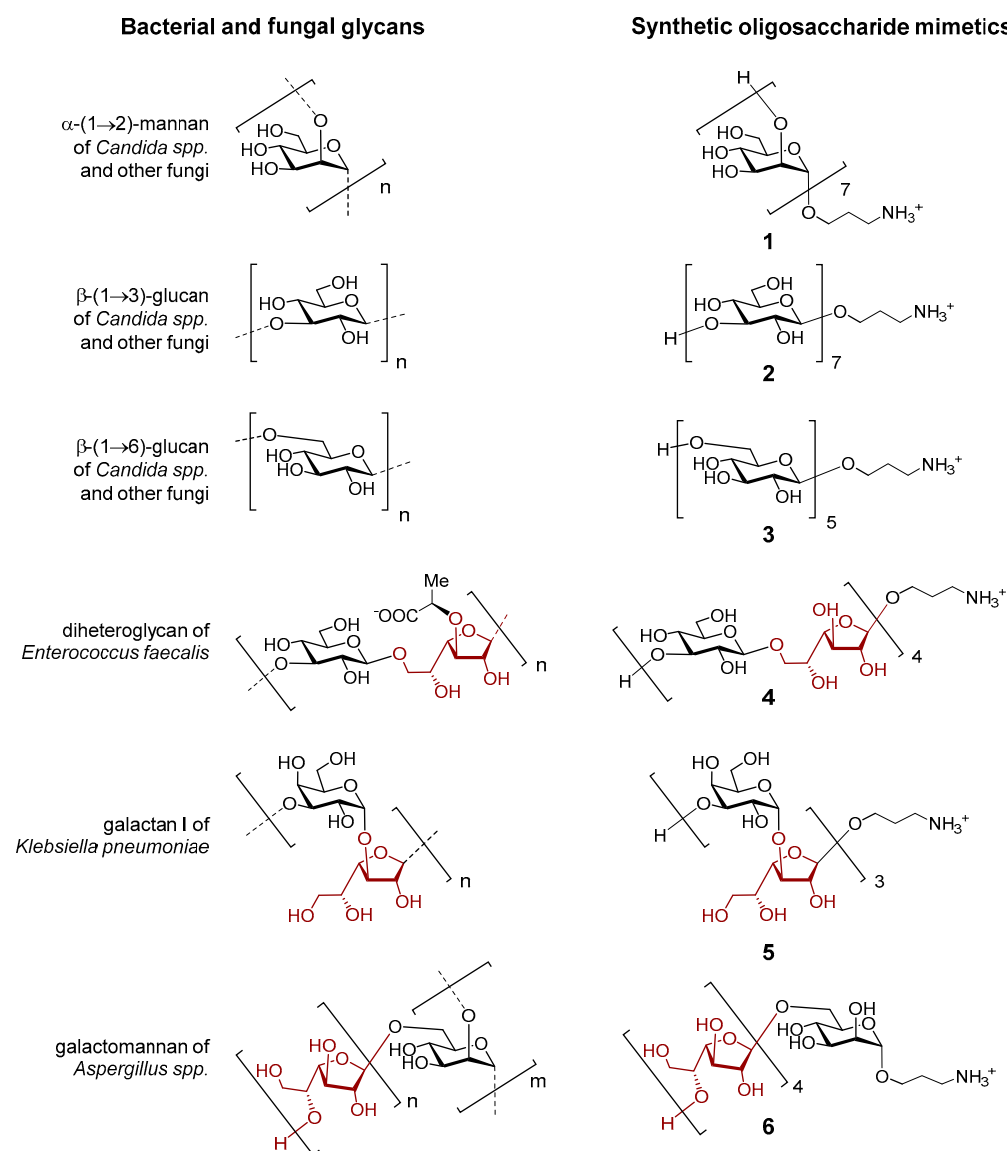 Bacterial and fungal glycans
Synthetic oligosaccharide mimetics
α-(1→2)-mannan
of Candida spp.
and other fungi
O
HO
O
HO
HO
n
H
O
HO
O
HO
HO
7
O
NH3+
1
β-(1→3)-glucan
of Candida spp.
and other fungi
OH
HO
O
O
OH
n
OH
HO
O
O
OH
H
O
NH3+
7
2
β-(1→6)-glucan
of Candida spp.
and other fungi
O
HO
O
HO
OH
n
H
O
HO
O
HO
OH
O
NH3+
5
3
diheteroglycan of
Enterococcus faecalis
Me
−OOC
O
O
OH
HO
O
O
O
OH
OH
OH
n
O
NH3+
HO
O
OH
HO
O
O
O
OH
OH
OH
H
4
4
galactan I of
Klebsiella pneumoniae
HO
OH
O
O
HO
O
O
OH
HO
OH
n
HO
OH
O
O
HO
H
O
NH3+
O
O
OH
HO
OH
3
5
galactomannan of
Aspergillus spp.
O
O
O
HO
HO
HO
O
HO
OH
O
H
n
m
O
OH
O
HO
HO
HO
O
HO
OH
O
H
O
NH3+
4
6